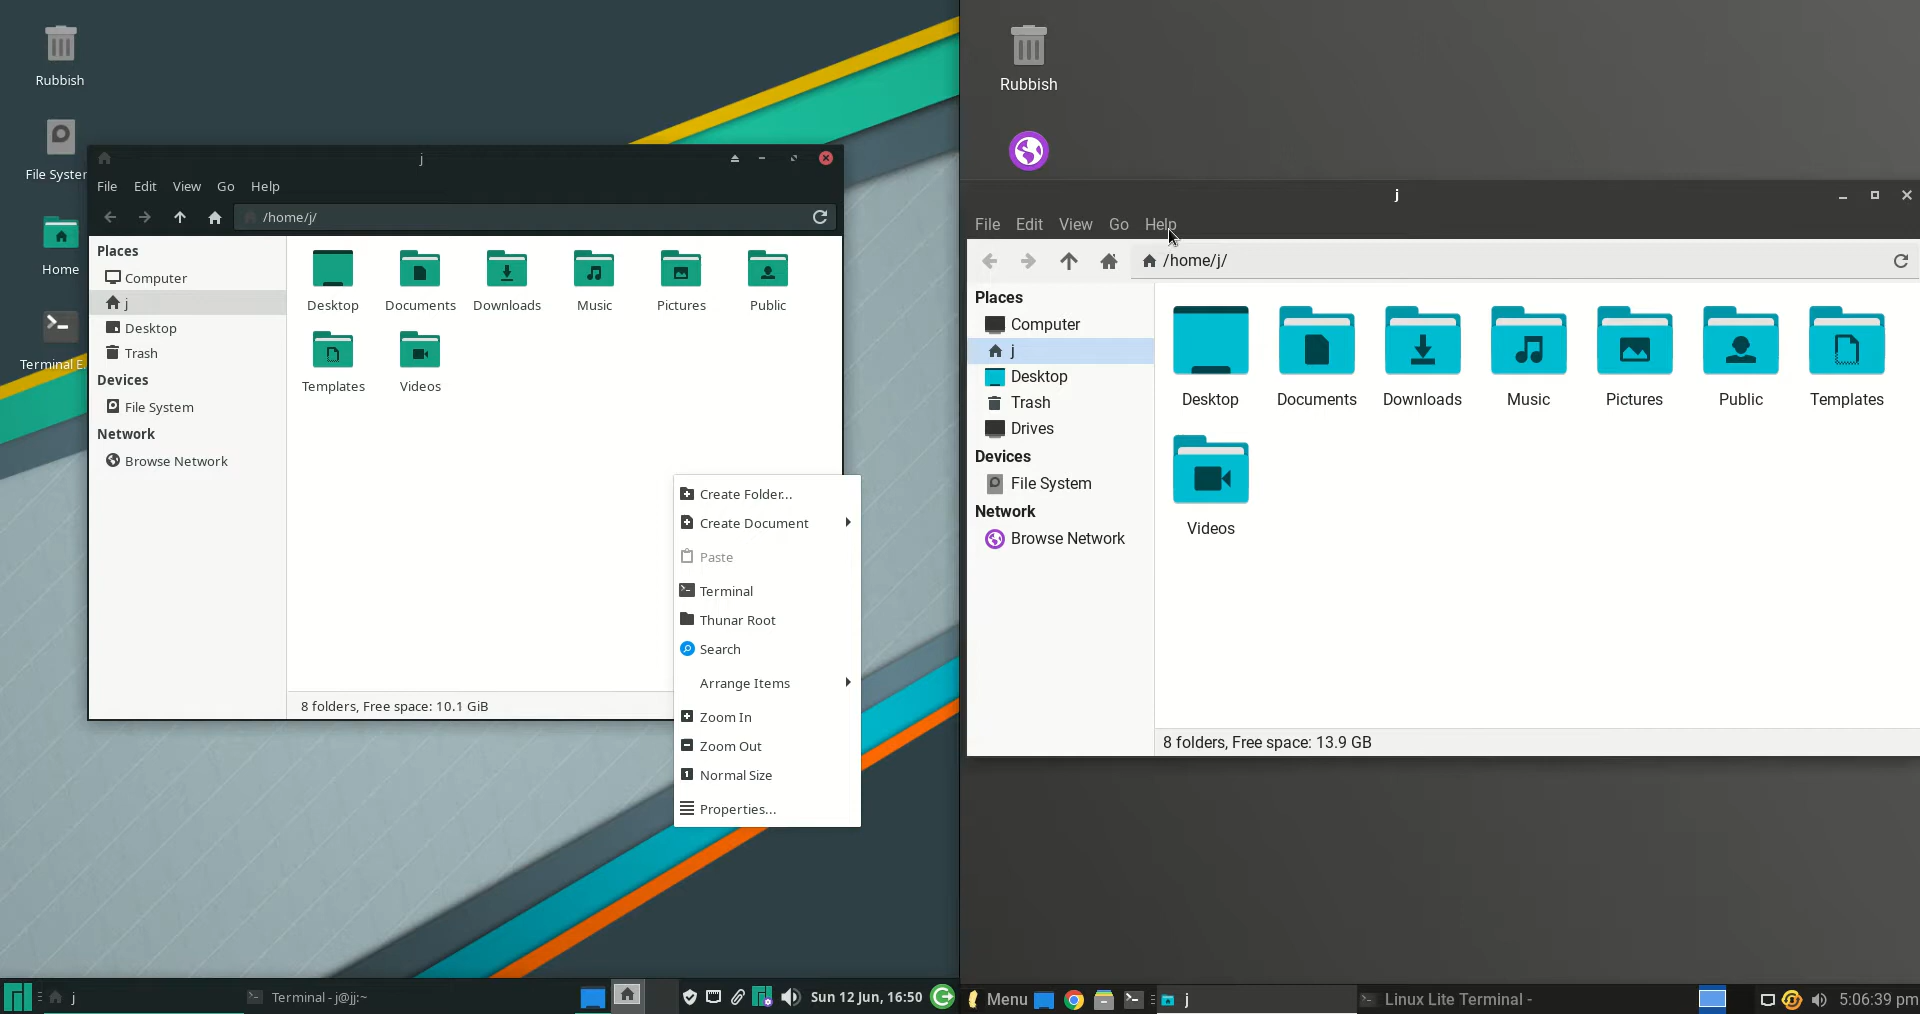 Rubbish
File Syster
Home
Terminal E.
j
File Edit View Go Help
/home/j/
Places
Computer
j
Desktop
Trash
Devices
File System
Network
Browse Network
Desktop Documents Downloads Music Pictures Public
Templates Videos
8 folders, Free space: 10.1 GiB
Create Folder...
Create Document
Paste
Terminal
Thunar Root
Search
Arrange Items
Zoom In
Zoom Out
Normal Size
Properties...
j
Terminal - j@jj:~
Sun 12 Jun, 16:50
Rubbish
j
File Edit View Go Help
/home/j/
Places
Computer
j
Desktop
Trash
Drives
Devices
File System
Network
Browse Network
Desktop Documents Downloads Music Pictures Public Templates
Videos
8 folders, Free space: 13.9 GB
Menu
j
Linux Lite Terminal -
5:06:39 pm